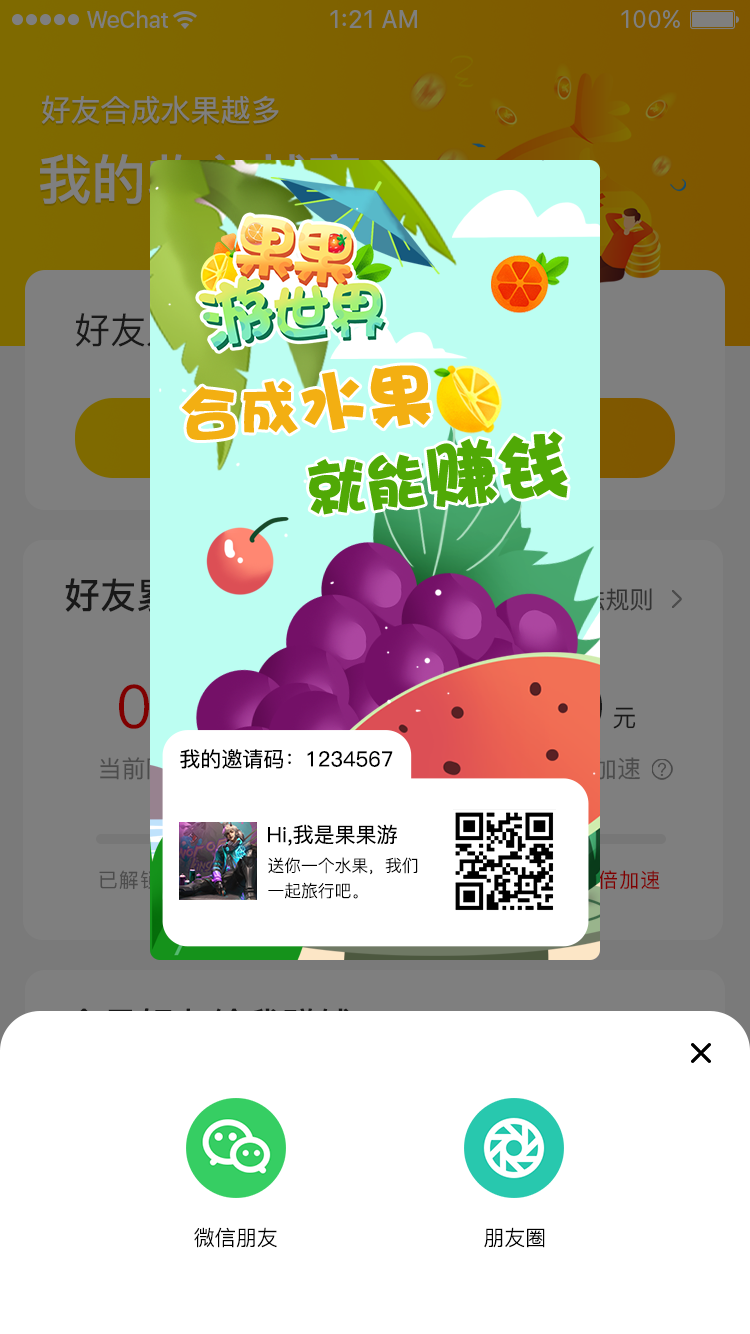 WeChat 1:21 AM 100%
好友合成水果越多
我的
好友
果果
游世界
合成水果
就能赚钱
好友累
规则
0
元
当前
加速 ?
我的邀请码：1234567
Hi,我是果果游
送你一个水果，我们
一起旅行吧。
已解锁
倍加速
微信朋友
朋友圈